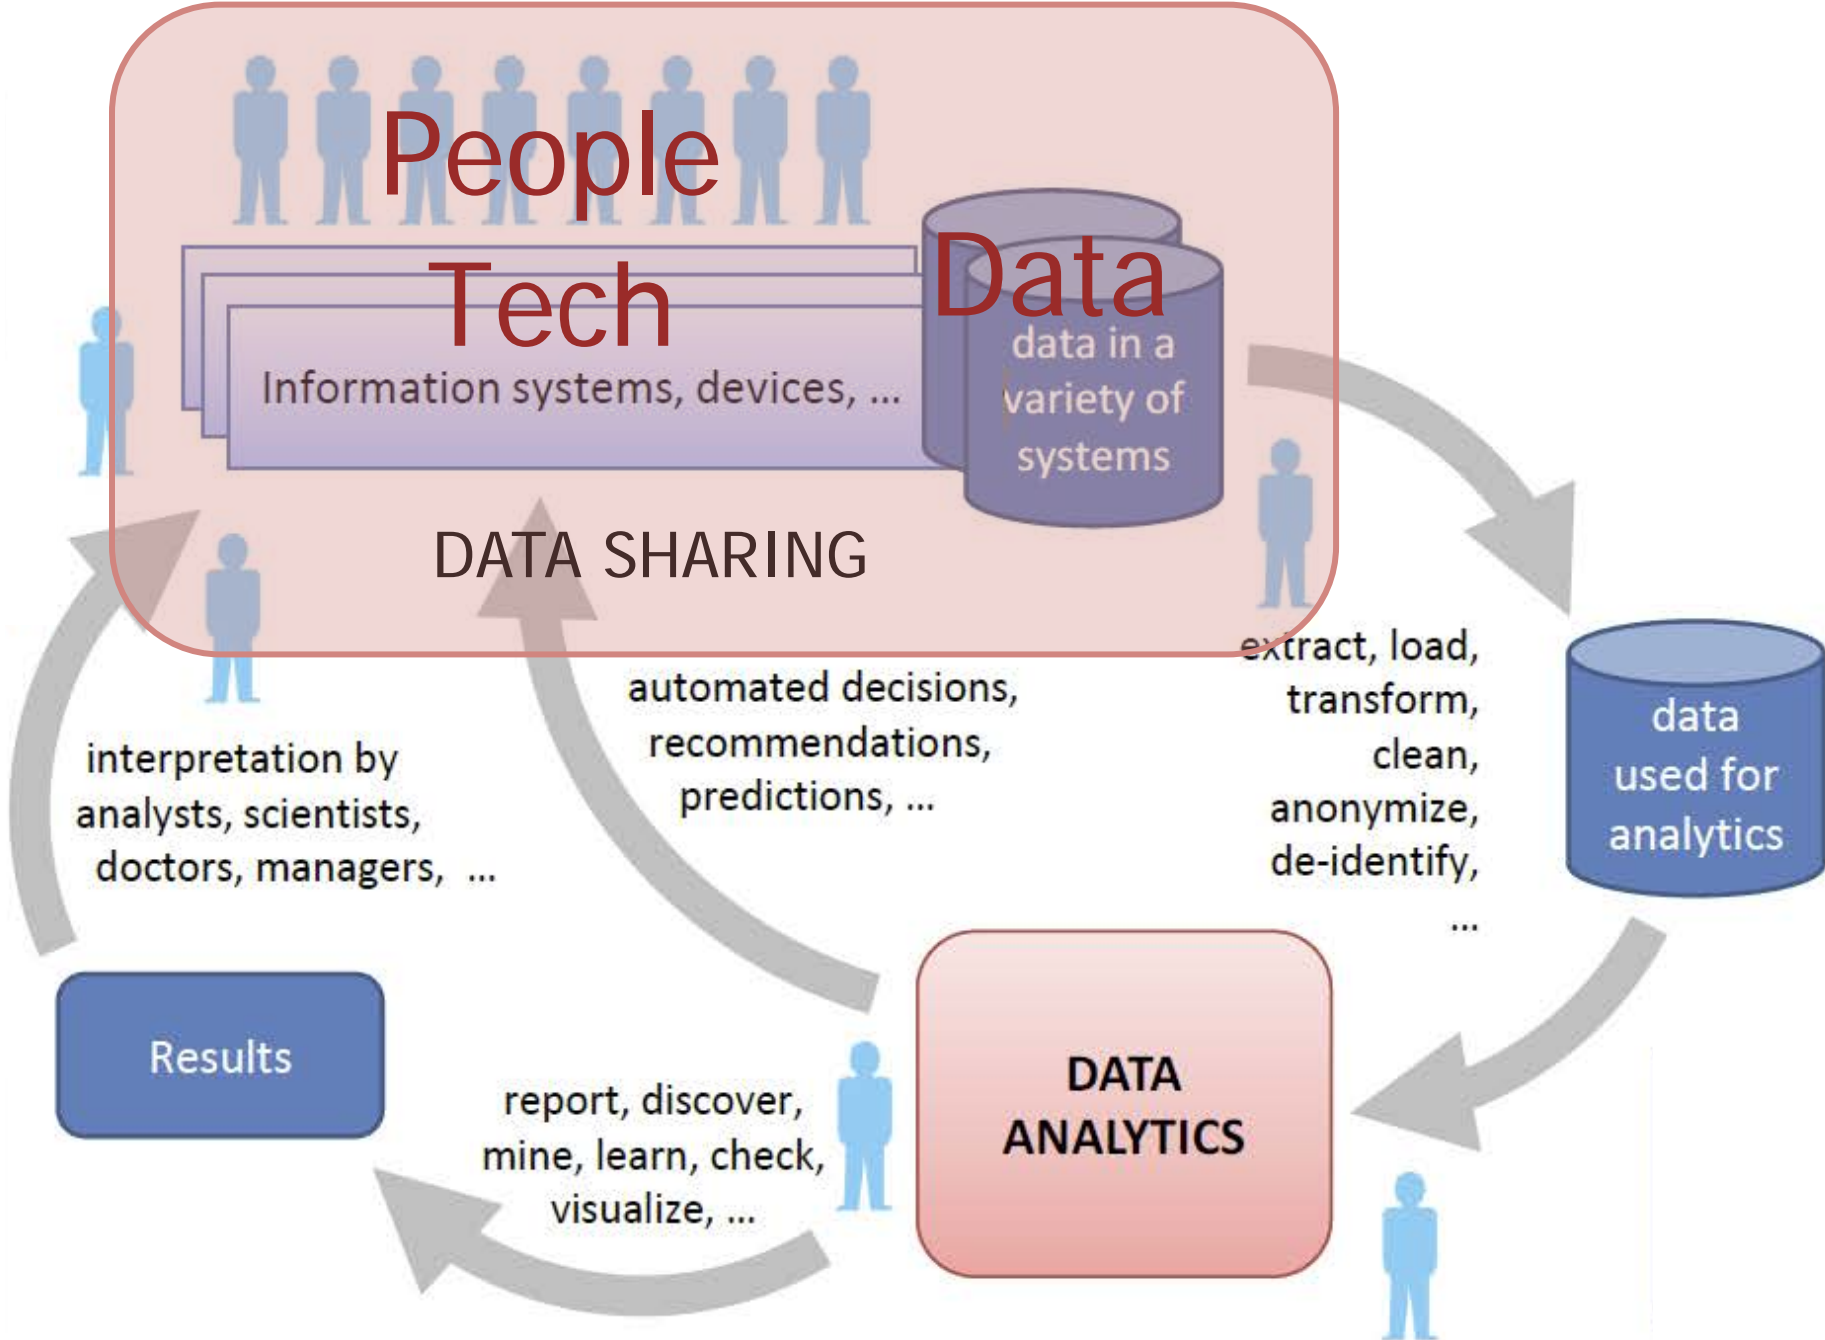 People
Tech
Data
Information systems, devices, ...
data in a
variety of
systems
DATA SHARING
extract, load,
transform,
clean,
anonymize,
de-identify,
...
data
used for
analytics
automated decisions,
recommendations,
predictions, ...
interpretation by
analysts, scientists,
doctors, managers, ...
DATA
ANALYTICS
report, discover,
mine, learn, check,
visualize, ...
Results